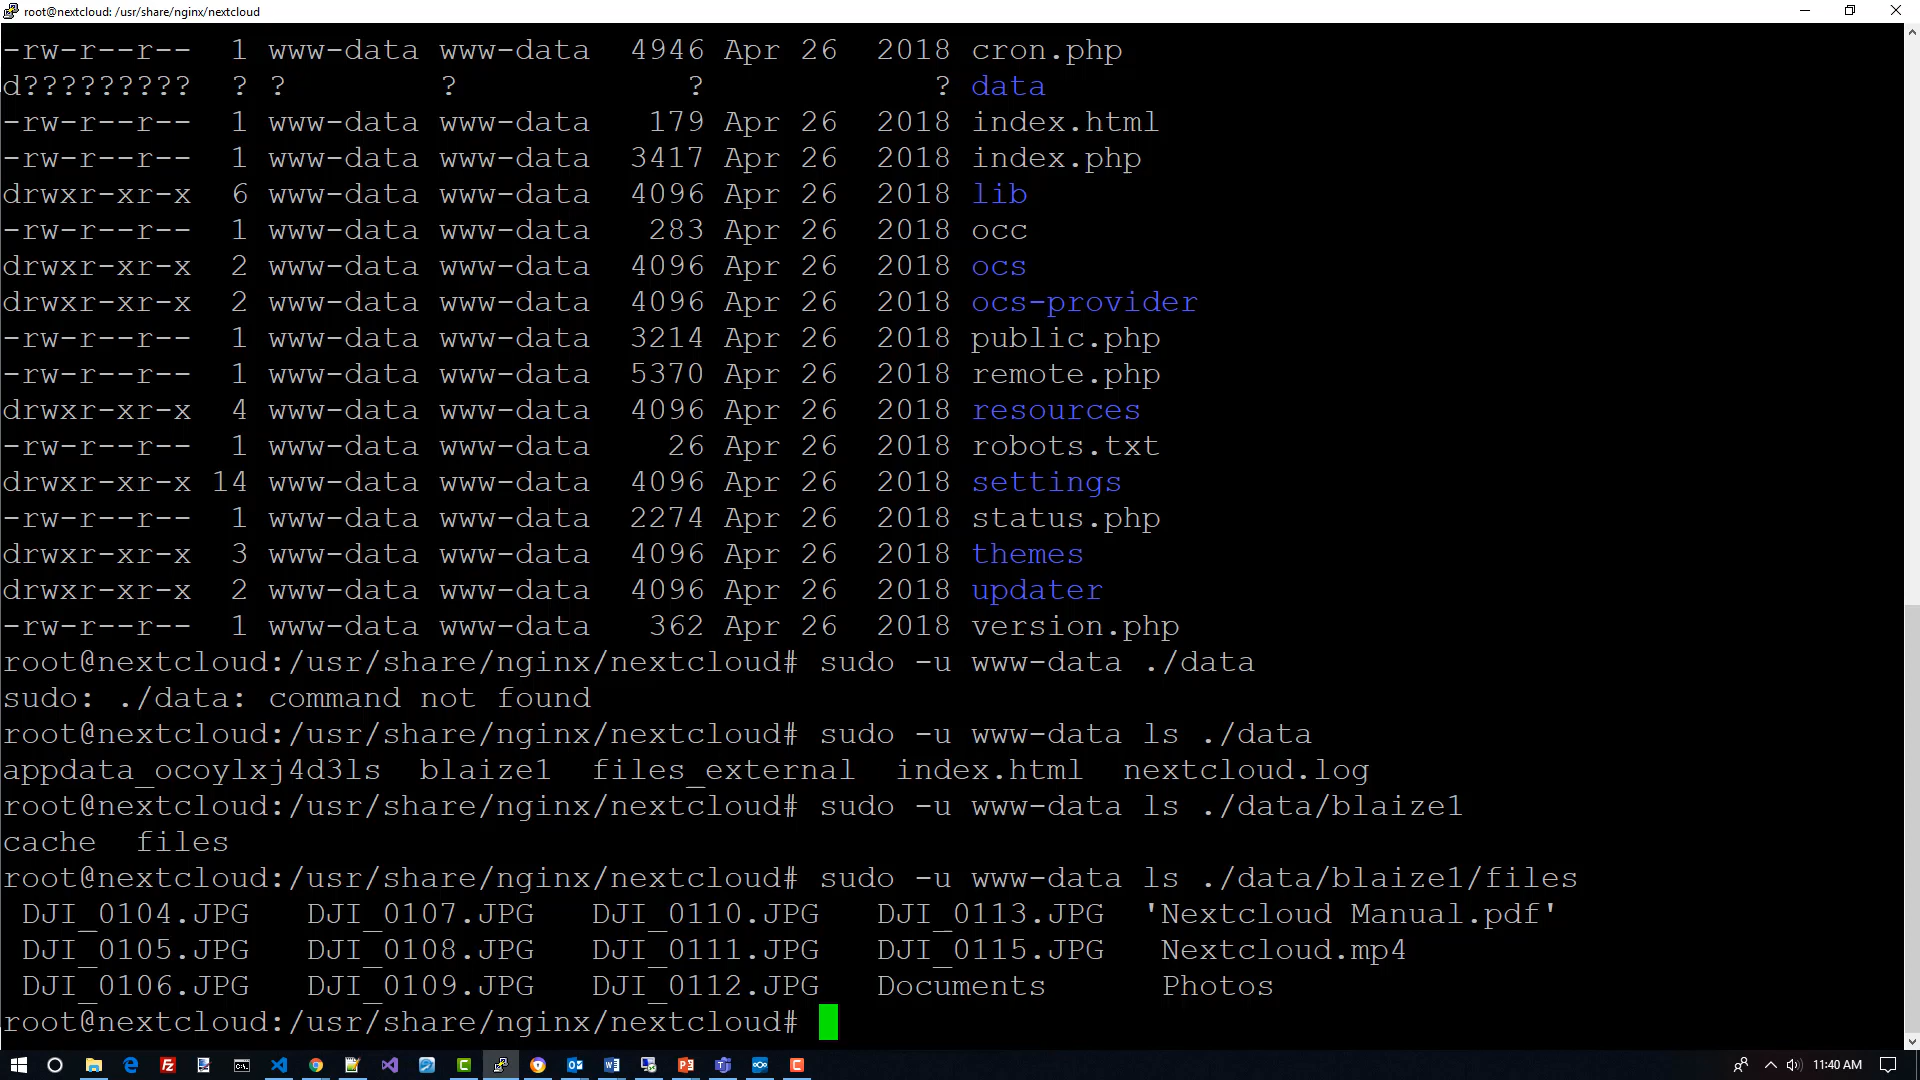 root@nextcloud: /usr/share/nginx/nextcloud
-rw-r--r-- 1 www-data www-data 4946 Apr 26 2018 cron.php
d????????? ? ? ? ? ? data
-rw-r--r-- 1 www-data www-data 179 Apr 26 2018 index.html
-rw-r--r-- 1 www-data www-data 3417 Apr 26 2018 index.php
drwxr-xr-x 6 www-data www-data 4096 Apr 26 2018 lib
-rw-r--r-- 1 www-data www-data 283 Apr 26 2018 occ
drwxr-xr-x 2 www-data www-data 4096 Apr 26 2018 ocs
drwxr-xr-x 2 www-data www-data 4096 Apr 26 2018 ocs-provider
-rw-r--r-- 1 www-data www-data 3214 Apr 26 2018 public.php
-rw-r--r-- 1 www-data www-data 5370 Apr 26 2018 remote.php
drwxr-xr-x 4 www-data www-data 4096 Apr 26 2018 resources
-rw-r--r-- 1 www-data www-data 26 Apr 26 2018 robots.txt
drwxr-xr-x 14 www-data www-data 4096 Apr 26 2018 settings
-rw-r--r-- 1 www-data www-data 2274 Apr 26 2018 status.php
drwxr-xr-x 3 www-data www-data 4096 Apr 26 2018 themes
drwxr-xr-x 2 www-data www-data 4096 Apr 26 2018 updater
-rw-r--r-- 1 www-data www-data 362 Apr 26 2018 version.php
root@nextcloud:/usr/share/nginx/nextcloud# sudo -u www-data ./data
sudo: ./data: command not found
root@nextcloud:/usr/share/nginx/nextcloud# sudo -u www-data ls ./data
appdata_ocoylxj4d3ls blaize1 files_external index.html nextcloud.log
root@nextcloud:/usr/share/nginx/nextcloud# sudo -u www-data ls ./data/blaize1
cache files
root@nextcloud:/usr/share/nginx/nextcloud# sudo -u www-data ls ./data/blaize1/files
DJI_0104.JPG DJI_0107.JPG DJI_0110.JPG DJI_0113.JPG 'Nextcloud Manual.pdf'
DJI_0105.JPG DJI_0108.JPG DJI_0111.JPG DJI_0115.JPG Nextcloud.mp4
DJI_0106.JPG DJI_0109.JPG DJI_0112.JPG Documents Photos
root@nextcloud:/usr/share/nginx/nextcloud#
11:40 AM